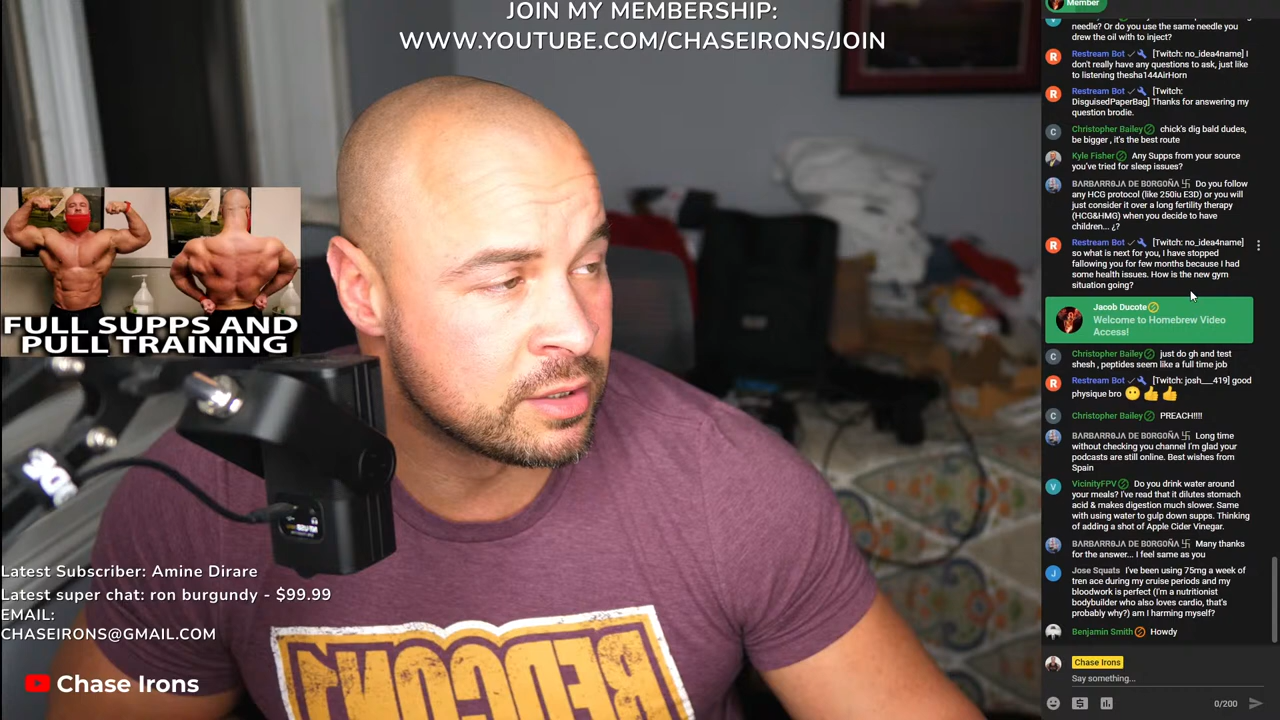 JOIN MY MEMBERSHIP:
WWW.YOUTUBE.COM/CHASEIRONS/JOIN
FULL SUPPS AND
PULL TRAINING
Latest Subscriber: Amine Dirare
Latest super chat: ron burgundy - $99.99
EMAIL:
CHASEIRONS@GMAIL.COM
Chase Irons
Member
needle? Or do you use the same needle you
drew the oil with to inject?
Restream Bot [Twitch: no_idea4name] I
don't really have any questions to ask, just like
to listening thesha144AirHorn
Restream Bot [Twitch:
DisguisedPaperBag] Thanks for answering my
question brodie.
Christopher Bailey chick's dig bald dudes,
be bigger , it's the best route
Kyle Fisher Any Supps from your source
you've tried for sleep issues?
BARBARRΘJA DE BΘRGOÑA 卐 Do you follow
any HCG protocol (like 250iu E3D) or you will
just consider it over a long fertility therapy
(HCG&HMG) when you decide to have
children... ¿?
Restream Bot [Twitch: no_idea4name]
so what is next for you, I have stopped
fallowing you for few months because I had
some health issues. How is the new gym
situation going?
Jacob Ducote
Welcome to Homebrew Video
Access!
Christopher Bailey just do gh and test
shesh , peptides seem like a full time job
Restream Bot [Twitch: josh___419] good
physique bro 😶👍👍
Christopher Bailey PREACH!!!!
BARBARRΘJA DE BΘRGOÑA 卐 Long time
without checking you channel I'm glad your
podcasts are still online. Best wishes from
Spain
VicinityFPV Do you drink water around
your meals? I've read that it dilutes stomach
acid & makes digestion much slower. Same
with using water to gulp down supps. Thinking
of adding a shot of Apple Cider Vinegar.
BARBARRΘJA DE BΘRGOÑA 卐 Many thanks
for the answer... I feel same as you
Jose Squats I've been using 75mg a week of
tren ace during my cruise periods and my
bloodwork is perfect (I'm a nutritionist
bodybuilder who also loves cardio, that's
probably why?) am I harming myself?
Benjamin Smith Howdy
Chase Irons
Say something...
0/200